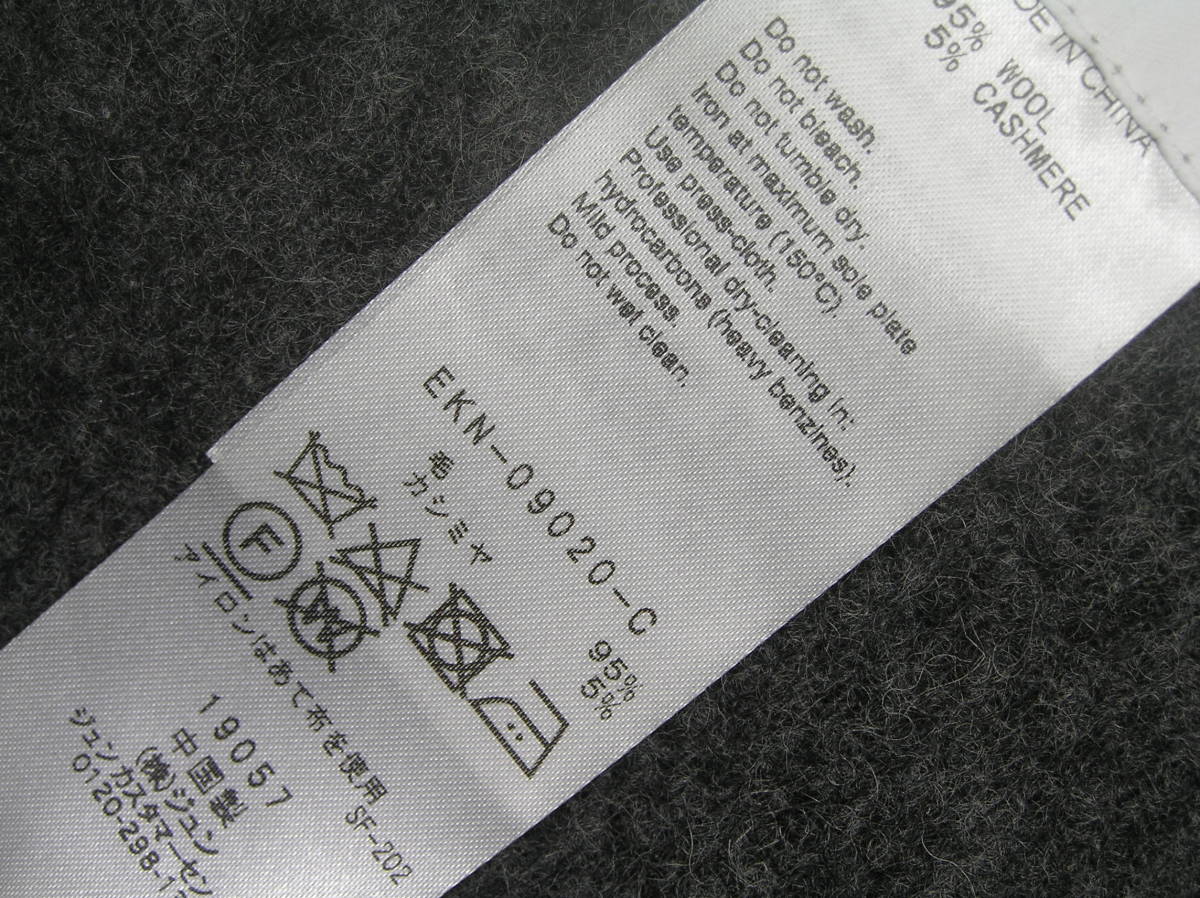 DE IN CHINA
95% WOOL
5% CASHMERE
Do not wash.
Do not bleach.
Do not tumble dry.
Iron at maximum sole plate
temperature (150°C).
Use press-cloth.
Professional dry-cleaning in:
hydrocarbons (heavy benzines).
Mild process.
Do not wet clean.
EKN-09020-C
毛 95%
カシミヤ 5%
F
W
アイロンはあて布を使用
SF-202
19057
中国製
(株)ジュン
ジュン カスタマーセン
0120-298-1